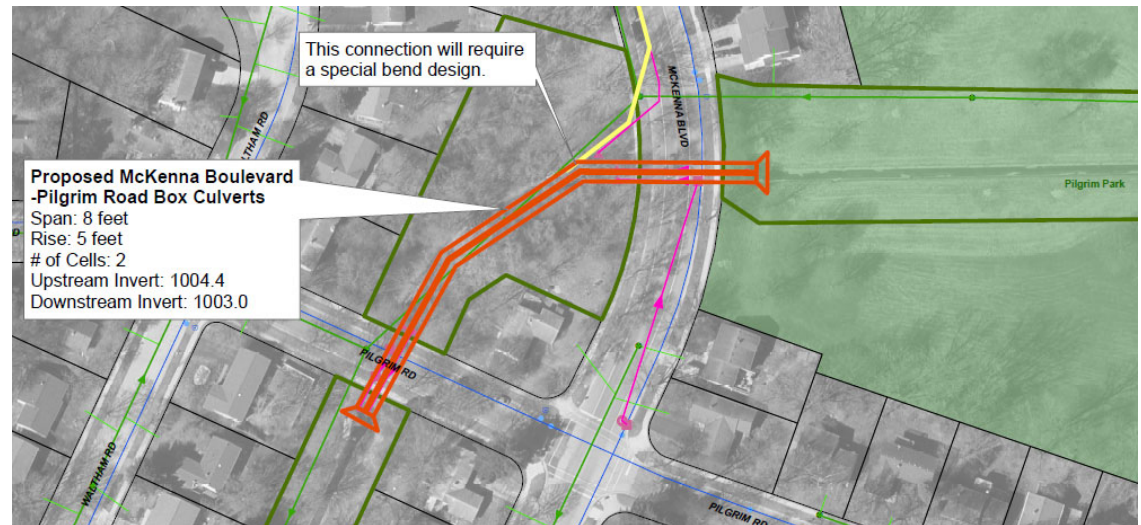 This connection will require
a special bend design.
MCKENNA BLVD
WALTHAM RD
Proposed McKenna Boulevard
-Pilgrim Road Box Culverts
Span: 8 feet
Rise: 5 feet
# of Cells: 2
Upstream Invert: 1004.4
Downstream Invert: 1003.0
Pilgrim Park
PILGRIM RD
WALTHAM RD
PILGRIM RD